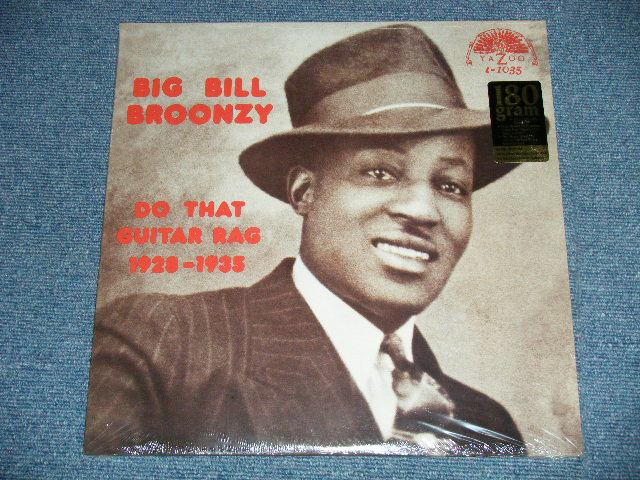 BIG BILL
BROONZY
DO THAT
GUITAR RAG
1928-1935
YAZOO
L-1035
180
gram